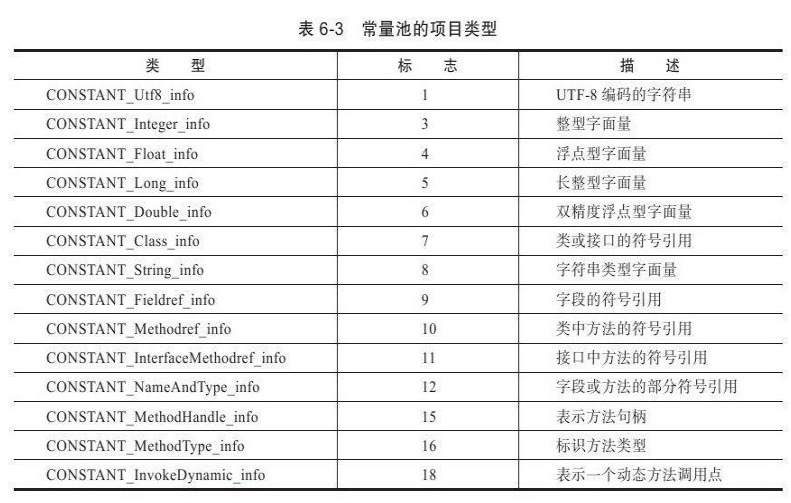 表 6-3 常量池的项目类型
类 型 标 志 描 述
CONSTANT_Utf8_info 1 UTF-8 编码的字符串
CONSTANT_Integer_info 3 整型字面量
CONSTANT_Float_info 4 浮点型字面量
CONSTANT_Long_info 5 长整型字面量
CONSTANT_Double_info 6 双精度浮点型字面量
CONSTANT_Class_info 7 类或接口的符号引用
CONSTANT_String_info 8 字符串类型字面量
CONSTANT_Fieldref_info 9 字段的符号引用
CONSTANT_Methodref_info 10 类中方法的符号引用
CONSTANT_InterfaceMethodref_info 11 接口中方法的符号引用
CONSTANT_NameAndType_info 12 字段或方法的部分符号引用
CONSTANT_MethodHandle_info 15 表示方法句柄
CONSTANT_MethodType_info 16 标识方法类型
CONSTANT_InvokeDynamic_info 18 表示一个动态方法调用点